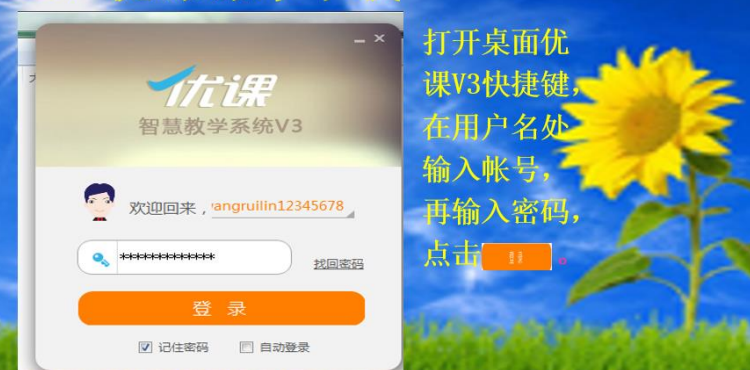 优课
智慧教学系统V3
欢迎回来，angruilin12345678
*************
找回密码
登 录
记住密码
自动登录
打开桌面优
课V3快捷键，
在用户名处
输入帐号，
再输入密码，
点击登 录。